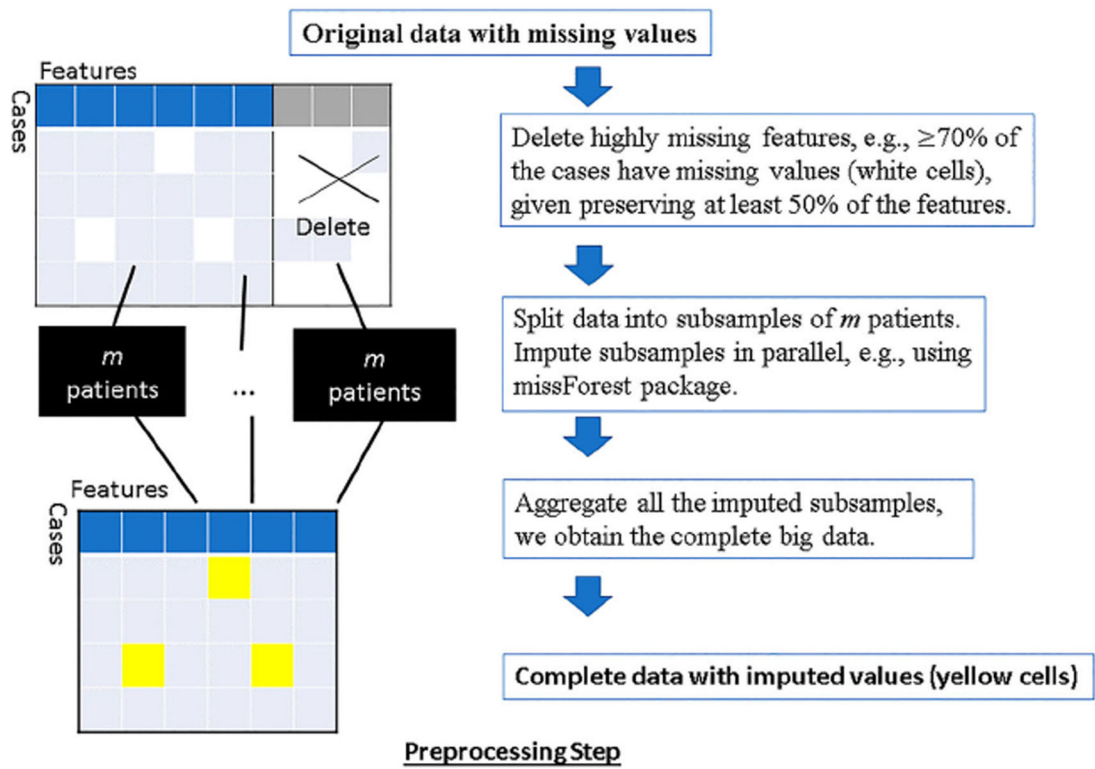 Original data with missing values
Features
Cases
Delete
Delete highly missing features, e.g., ≥70% of
the cases have missing values (white cells),
given preserving at least 50% of the features.
m
patients
...
m
patients
Split data into subsamples of m patients.
Impute subsamples in parallel, e.g., using
missForest package.
Features
Cases
Aggregate all the imputed subsamples,
we obtain the complete big data.
Complete data with imputed values (yellow cells)
Preprocessing Step